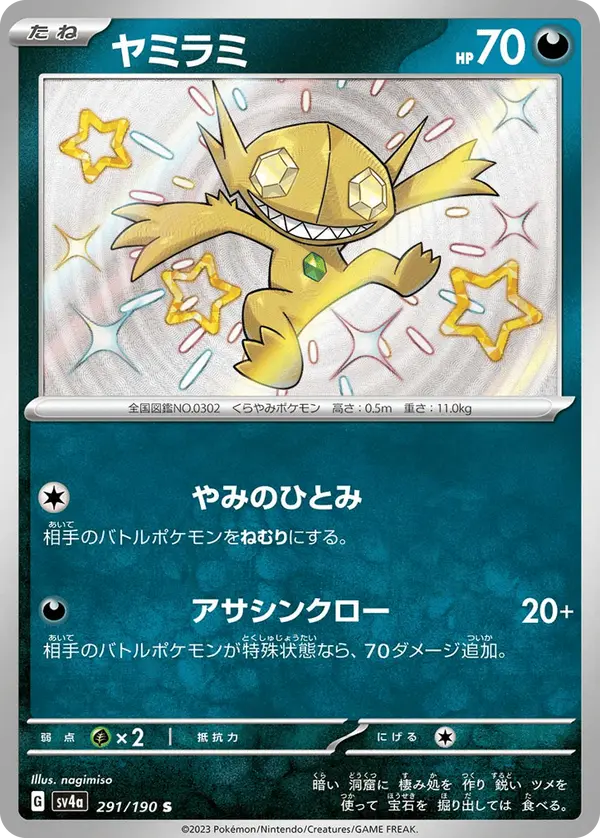 たね ヤミラミ HP70
全国図鑑NO.0302 くらやみポケモン 高さ:0.5m 重さ:11.0kg
やみのひとみ
相手のバトルポケモンをねむりにする。
アサシンクロー 20+
相手のバトルポケモンが特殊状態なら、70ダメージ追加。
弱点 ×2 抵抗力 にげる
Illus. nagimiso
G sv4a 291/190 S
暗い 洞窟に 棲み処を 作り 鋭い ツメを
使って 宝石を 掘り出しては 食べる。
©2023 Pokémon/Nintendo/Creatures/GAME FREAK.